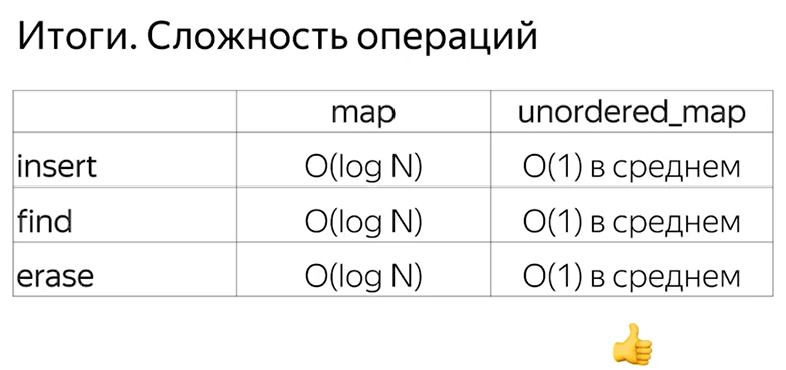 Итоги. Сложность операций
map unordered_map
insert O(log N) O(1) в среднем
find O(log N) O(1) в среднем
erase O(log N) O(1) в среднем